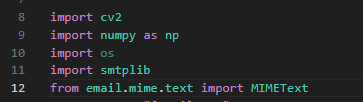 8 import cv2
9 import numpy as np
10 import os
11 import smtplib
12 from email.mime.text import MIMEText